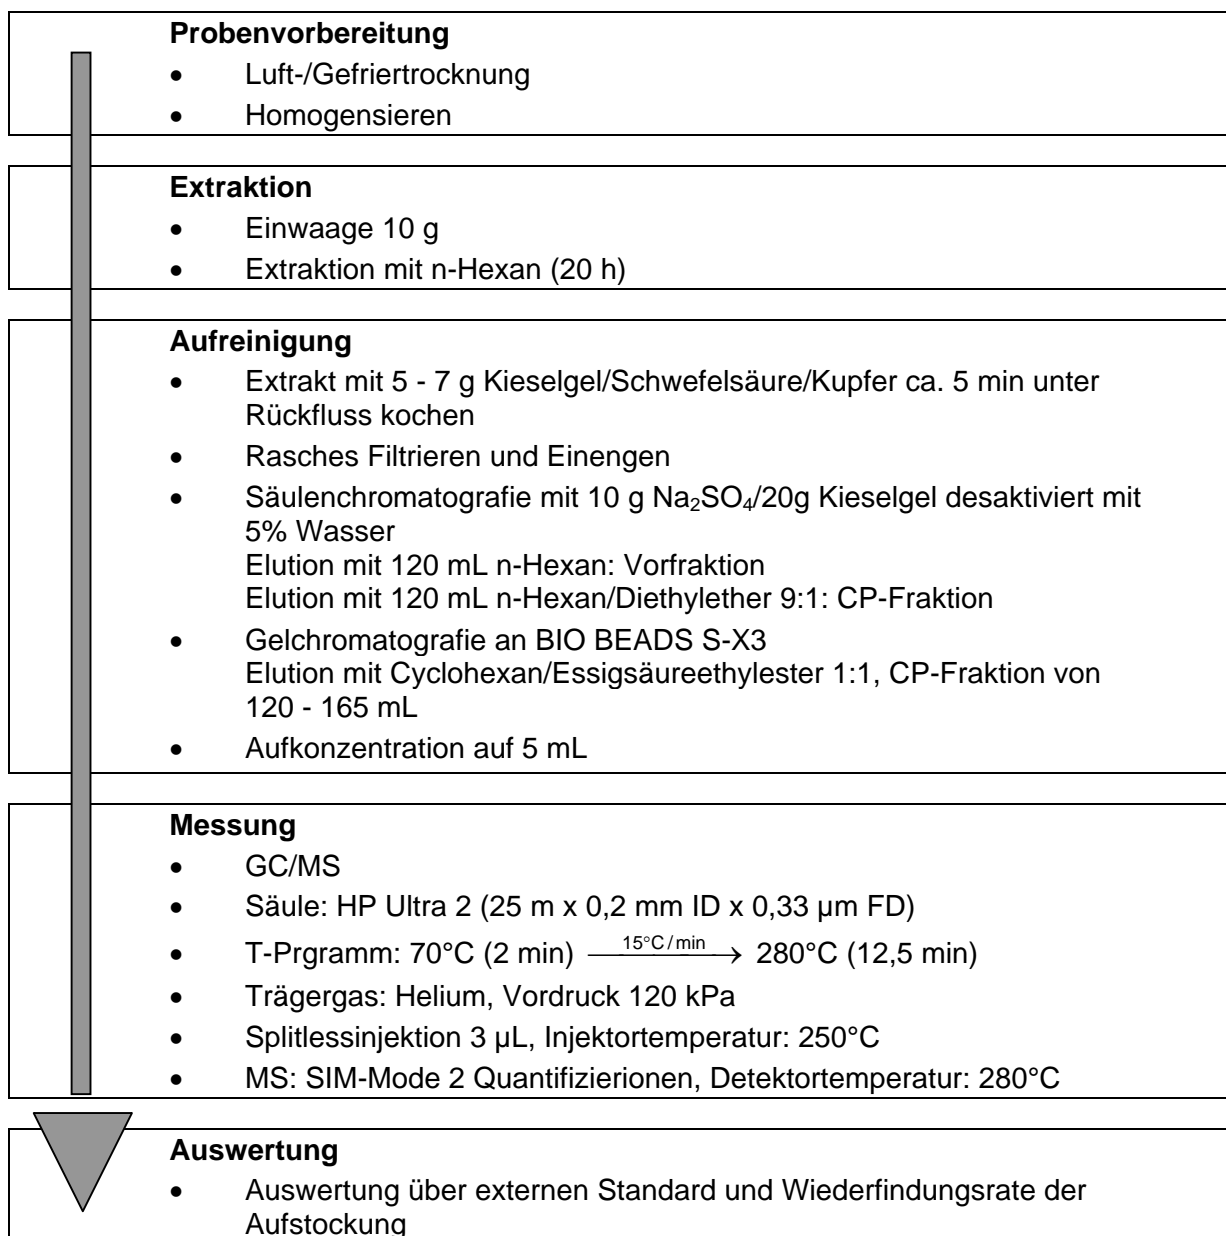 Probenvorbereitung
• Luft-/Gefriertrocknung
• Homogensieren
Extraktion
• Einwaage 10 g
• Extraktion mit n-Hexan (20 h)
Aufreinigung
• Extrakt mit 5 - 7 g Kieselgel/Schwefelsäure/Kupfer ca. 5 min unter
Rückfluss kochen
• Rasches Filtrieren und Einengen
• Säulenchromatografie mit 10 g Na₂SO₄/20g Kieselgel desaktiviert mit
5% Wasser
Elution mit 120 mL n-Hexan: Vorfraktion
Elution mit 120 mL n-Hexan/Diethylether 9:1: CP-Fraktion
• Gelchromatografie an BIO BEADS S-X3
Elution mit Cyclohexan/Essigsäureethylester 1:1, CP-Fraktion von
120 - 165 mL
• Aufkonzentration auf 5 mL
Messung
• GC/MS
• Säule: HP Ultra 2 (25 m x 0,2 mm ID x 0,33 µm FD)
• T-Prgramm: 70°C (2 min) 15°C/min → 280°C (12,5 min)
• Trägergas: Helium, Vordruck 120 kPa
• Splitlessinjektion 3 µL, Injektortemperatur: 250°C
• MS: SIM-Mode 2 Quantifizierionen, Detektortemperatur: 280°C
Auswertung
• Auswertung über externen Standard und Wiederfindungsrate der
Aufstockung